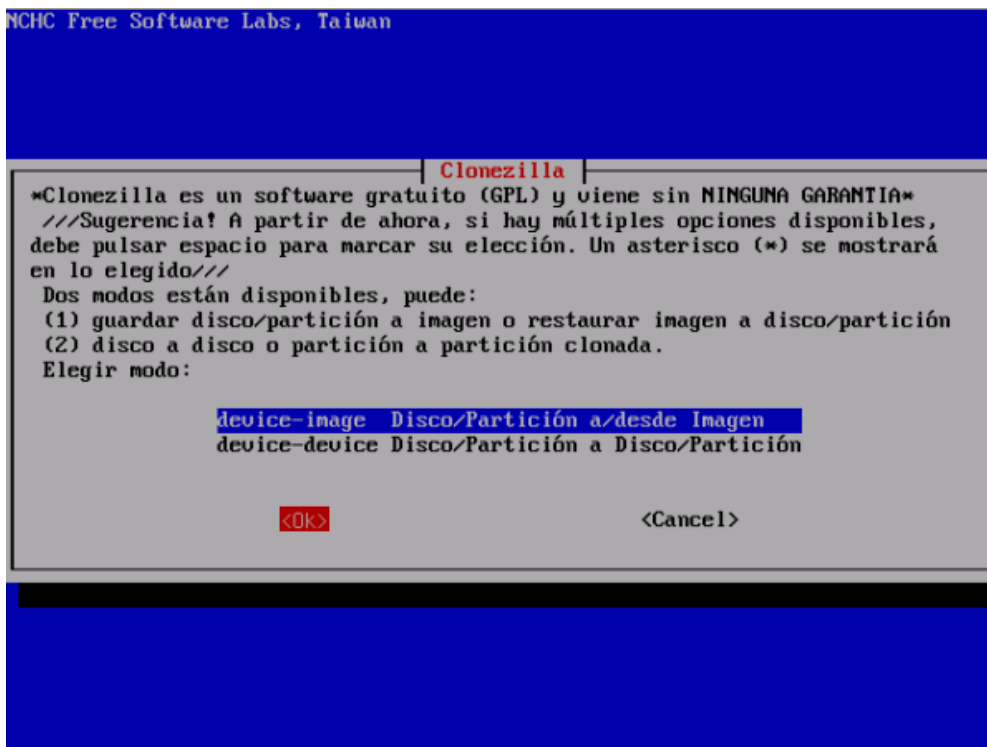 NCHC Free Software Labs, Taiwan
Clonezilla
*Clonezilla es un software gratuito (GPL) y viene sin NINGUNA GARANTIA*
///Sugerencia! A partir de ahora, si hay múltiples opciones disponibles,
debe pulsar espacio para marcar su elección. Un asterisco (*) se mostrará
en lo elegido///
Dos modos están disponibles, puede:
(1) guardar disco/partición a imagen o restaurar imagen a disco/partición
(2) disco a disco o partición a partición clonada.
Elegir modo:
device-image Disco/Partición a/desde Imagen
device-device Disco/Partición a Disco/Partición
<Ok> <Cancel>